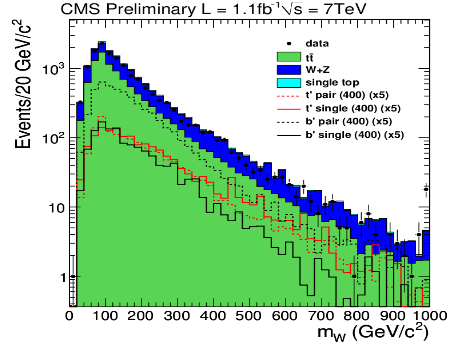 CMS Preliminary L = 1.1fb⁻¹√s = 7TeV
Events/20 GeV/c²
10³
10²
10
1
data
tt̄
W+Z
single top
t' pair (400) (x5)
t' single (400) (x5)
b' pair (400) (x5)
b' single (400) (x5)
0 100 200 300 400 500 600 700 800 900 1000
m_W (GeV/c²)